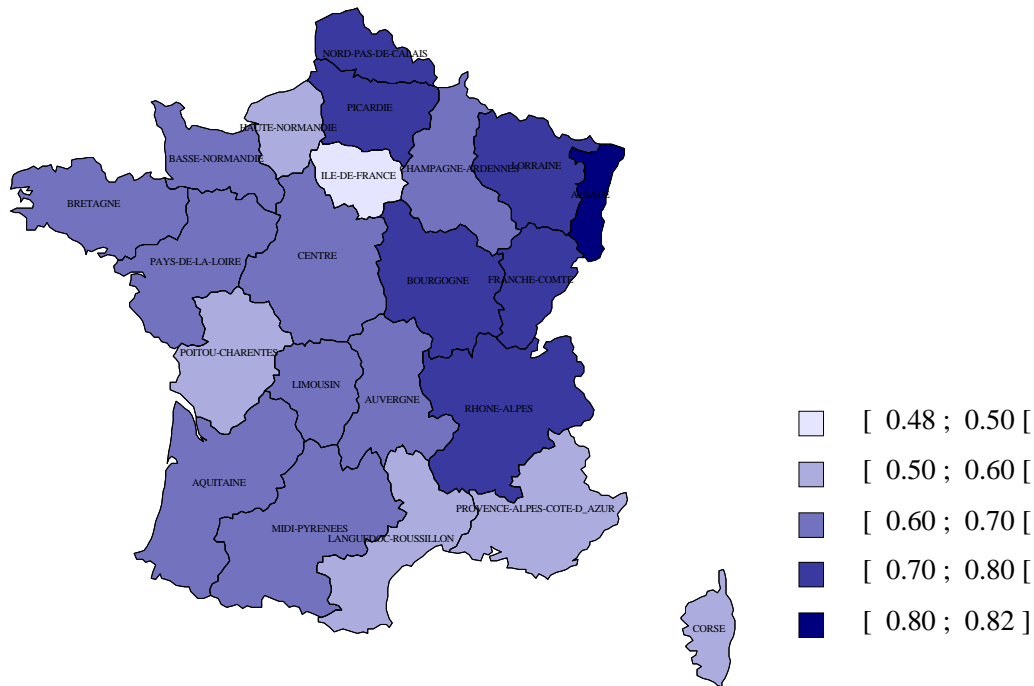 NORD-PAS-DE-CALAIS
PICARDIE
HAUTE-NORMANDIE
BASSE-NORMANDIE
CHAMPAGNE-ARDENNES
LORRAINE
ILE-DE-FRANCE
ALSACE
BRETAGNE
PAYS-DE-LA-LOIRE
CENTRE
BOURGOGNE
FRANCHE-COMTE
POITOU-CHARENTES
LIMOUSIN
AUVERGNE
RHONE-ALPES
AQUITAINE
MIDI-PYRENEES
LANGUEDOC-ROUSSILLON
PROVENCE-ALPES-COTE-D_AZUR
CORSE
[ 0.48 ; 0.50 [
[ 0.50 ; 0.60 [
[ 0.60 ; 0.70 [
[ 0.70 ; 0.80 [
[ 0.80 ; 0.82 ]